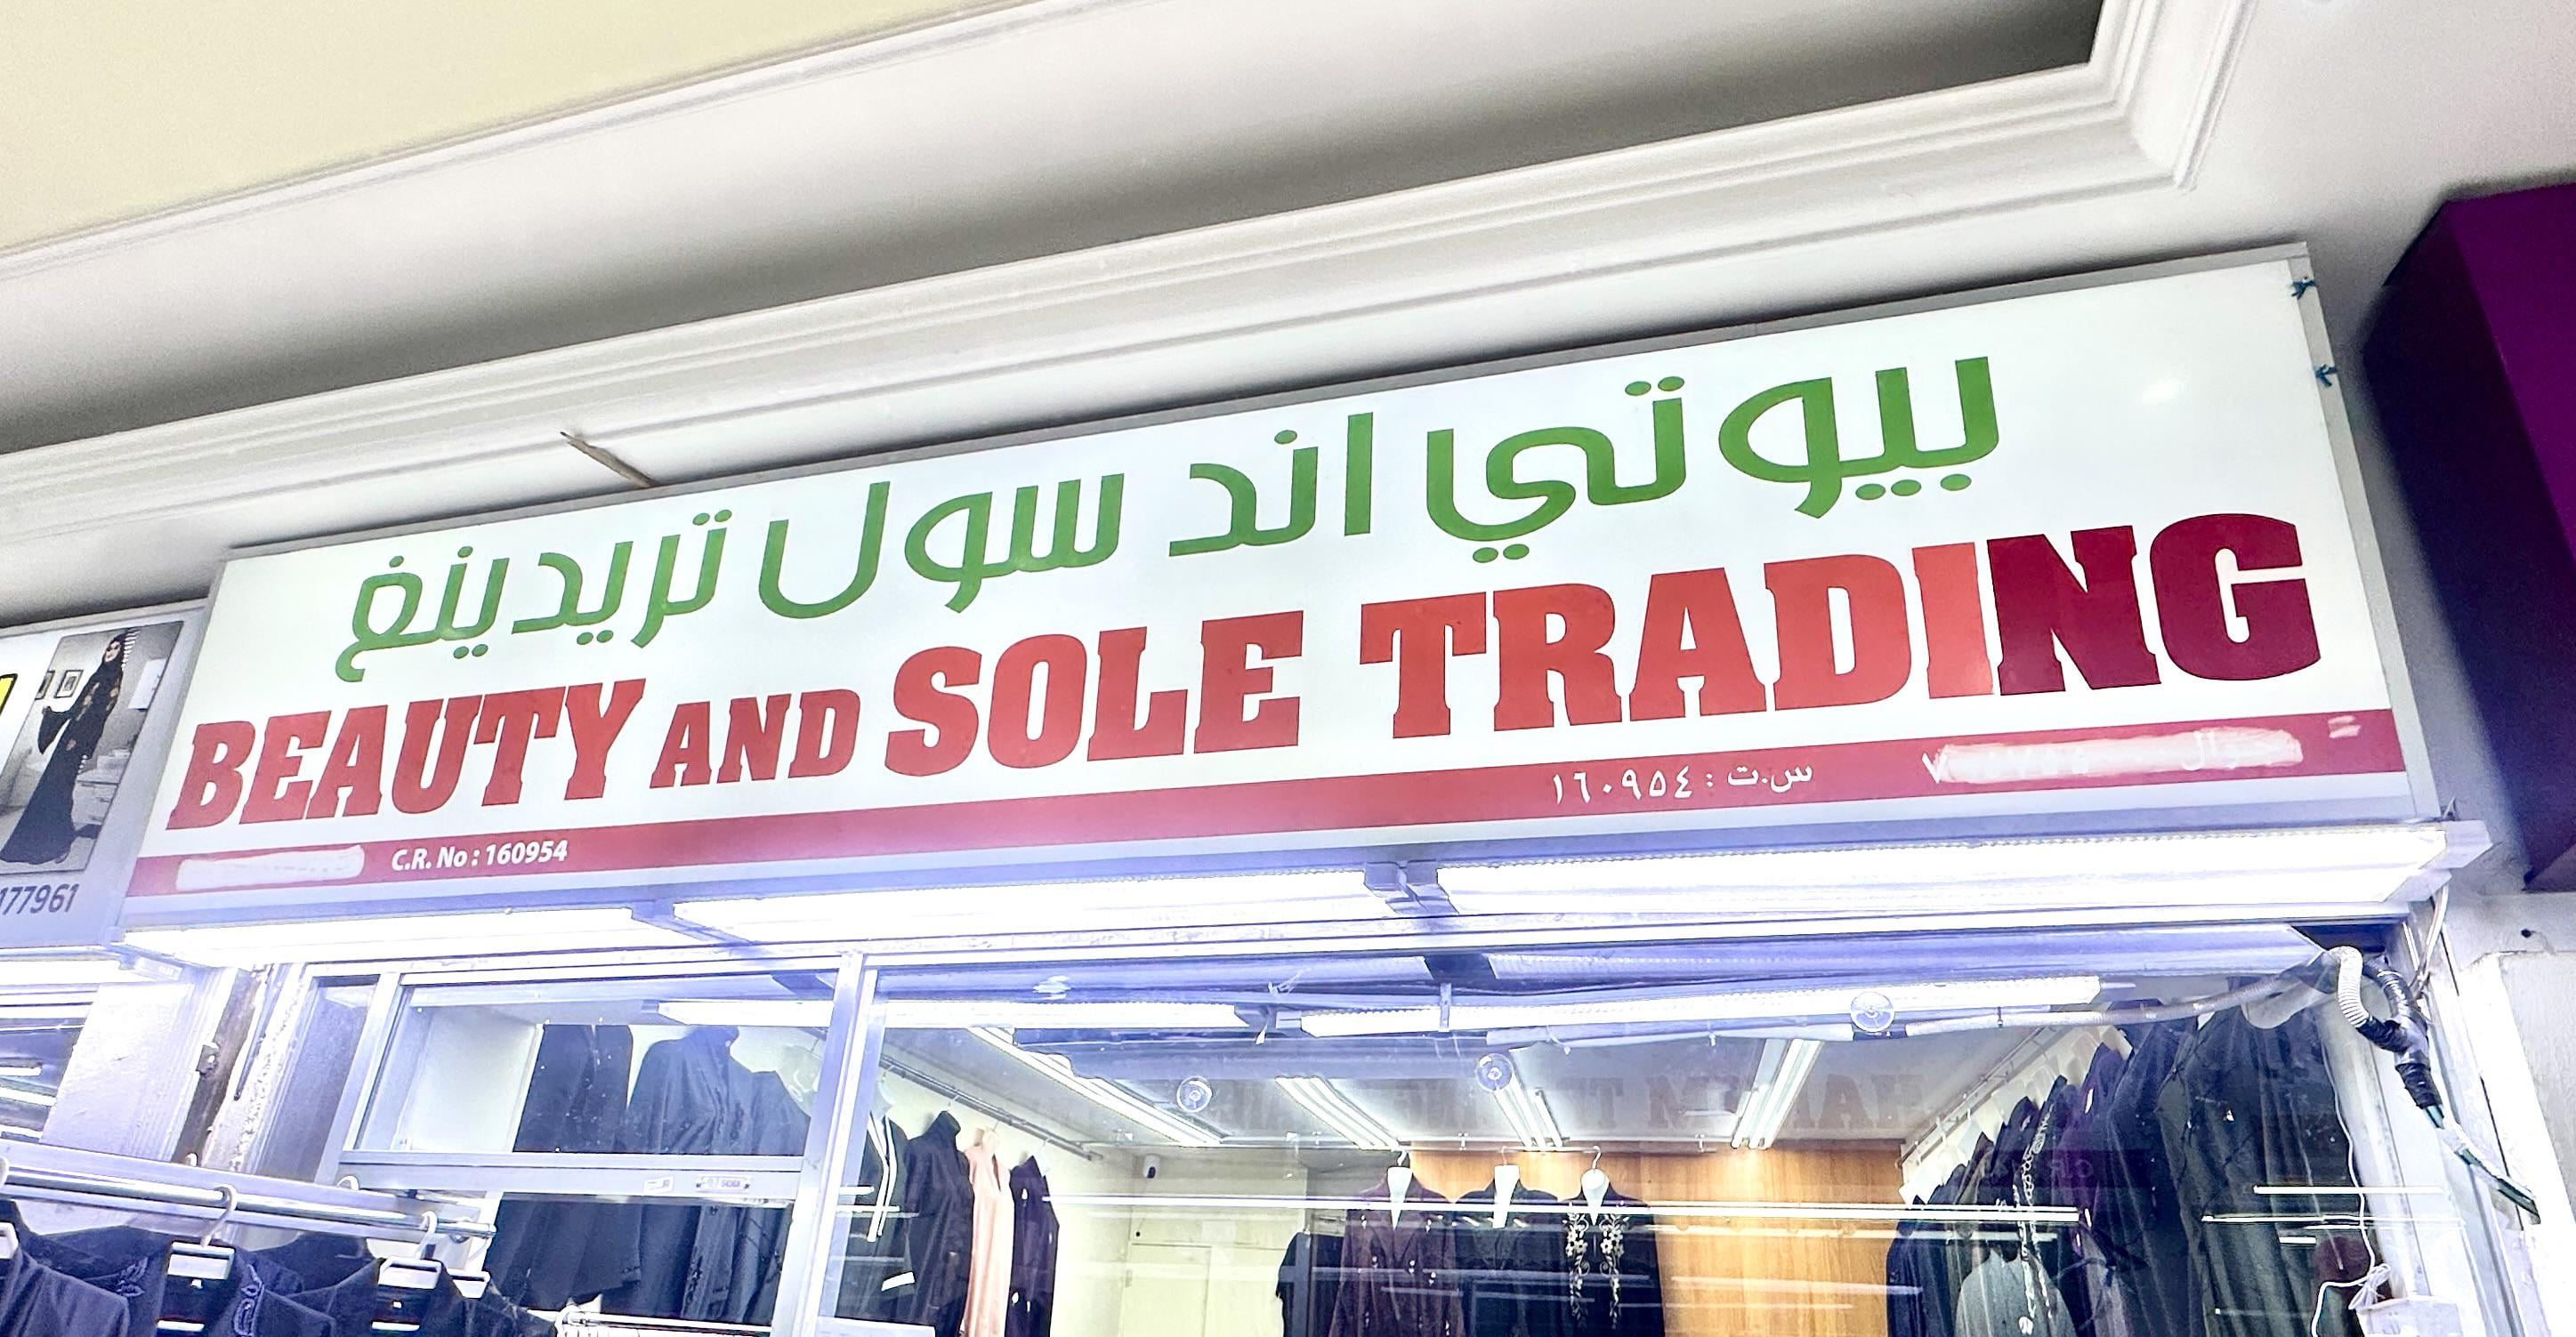 بيوتي اند سول تريدينغ
BEAUTY AND SOLE TRADING
C.R. No : 160954
س.ت : ١٦٠٩٥٤
177961